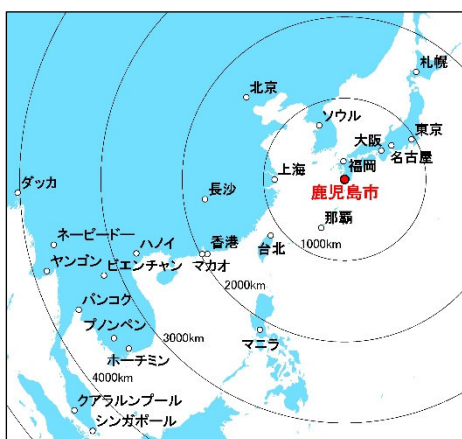 札幌
北京
ソウル
東京
大阪
名古屋
福岡
上海
鹿児島市
ダッカ
長沙
那覇
ネーピードー
ハノイ
香港
台北
1000km
ヤンゴン
ビエンチャン
マカオ
2000km
バンコク
プノンペン
3000km
マニラ
ホーチミン
4000km
クアラルンプール
シンガポール